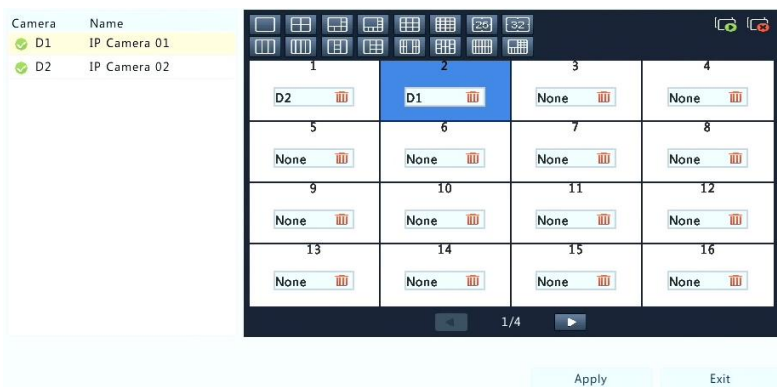 Camera Name
D1 IP Camera 01
D2 IP Camera 02
25 32
1 2 3 4
D2 D1 None None
5 6 7 8
None None None None
9 10 11 12
None None None None
13 14 15 16
None None None None
1/4
Apply Exit